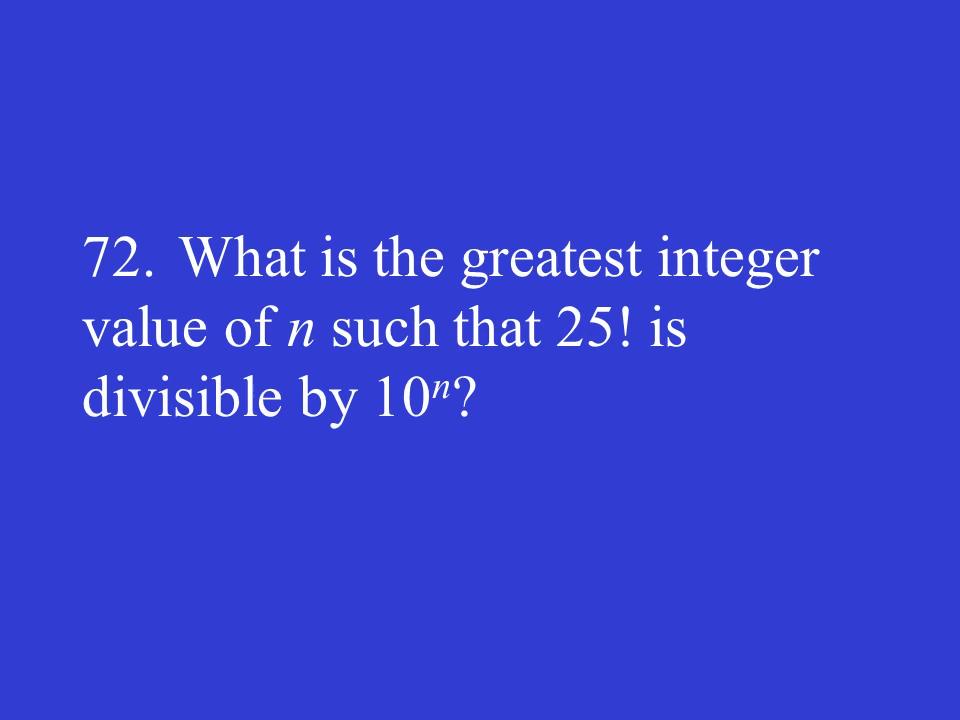 72. What is the greatest integer
value of n such that 25! is
divisible by 10ⁿ?